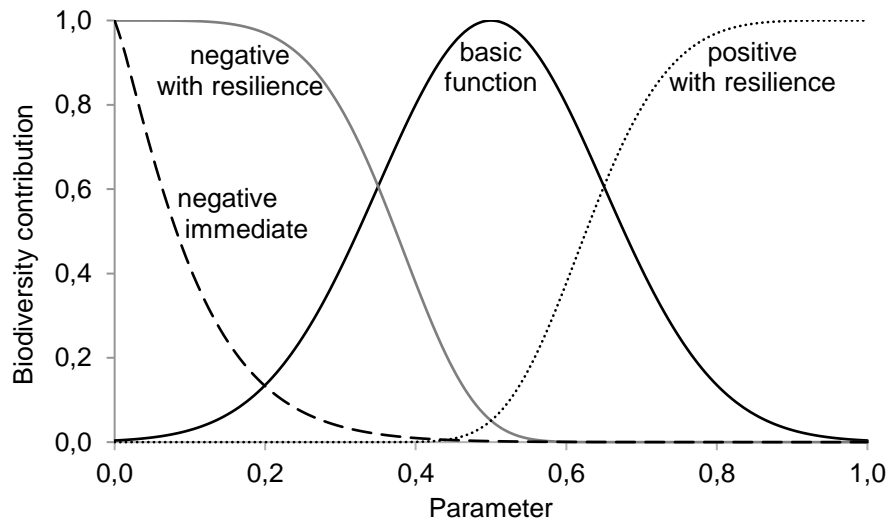 1,0
0,8
0,6
0,4
0,2
0,0
Biodiversity contribution
negative
with resilience
basic
function
positive
with resilience
negative
immediate
0,0 0,2 0,4 0,6 0,8 1,0
Parameter